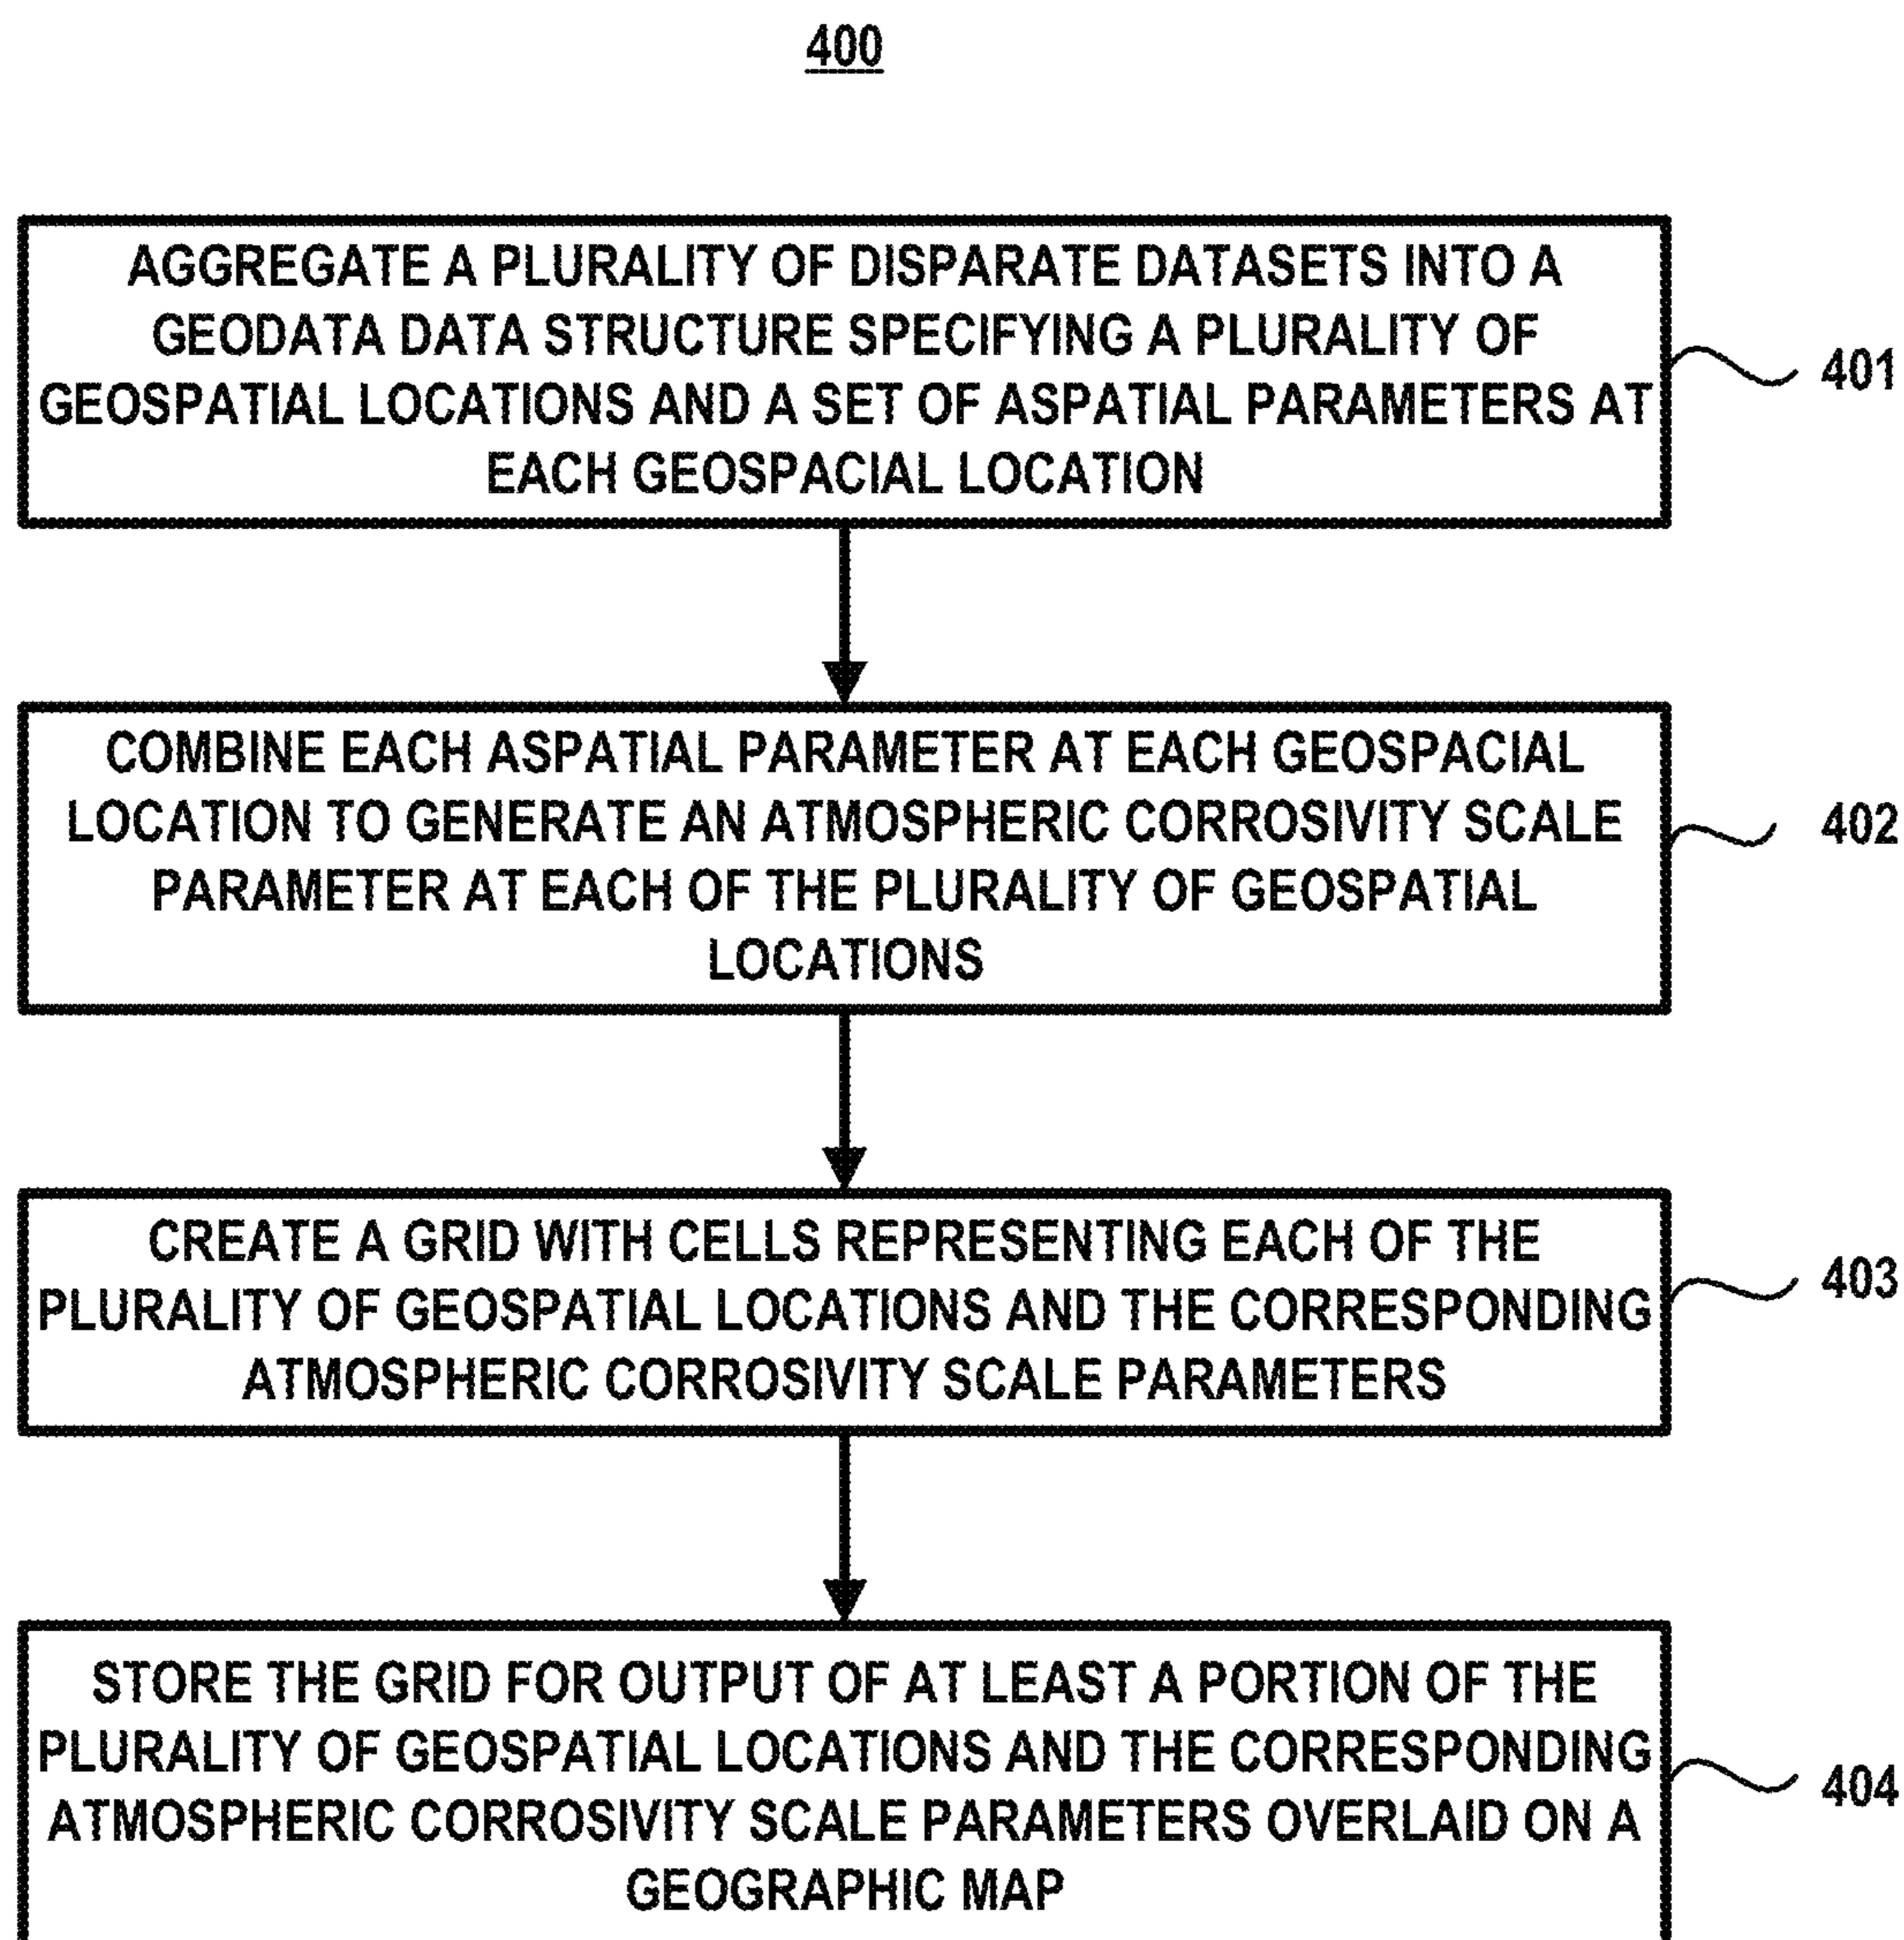 400
AGGREGATE A PLURALITY OF DISPARATE DATASETS INTO A
GEODATA DATA STRUCTURE SPECIFYING A PLURALITY OF
GEOSPATIAL LOCATIONS AND A SET OF ASPATIAL PARAMETERS AT
EACH GEOSPACIAL LOCATION
401
COMBINE EACH ASPATIAL PARAMETER AT EACH GEOSPACIAL
LOCATION TO GENERATE AN ATMOSPHERIC CORROSIVITY SCALE
PARAMETER AT EACH OF THE PLURALITY OF GEOSPATIAL
LOCATIONS
402
CREATE A GRID WITH CELLS REPRESENTING EACH OF THE
PLURALITY OF GEOSPATIAL LOCATIONS AND THE CORRESPONDING
ATMOSPHERIC CORROSIVITY SCALE PARAMETERS
403
STORE THE GRID FOR OUTPUT OF AT LEAST A PORTION OF THE
PLURALITY OF GEOSPATIAL LOCATIONS AND THE CORRESPONDING
ATMOSPHERIC CORROSIVITY SCALE PARAMETERS OVERLAID ON A
GEOGRAPHIC MAP
404